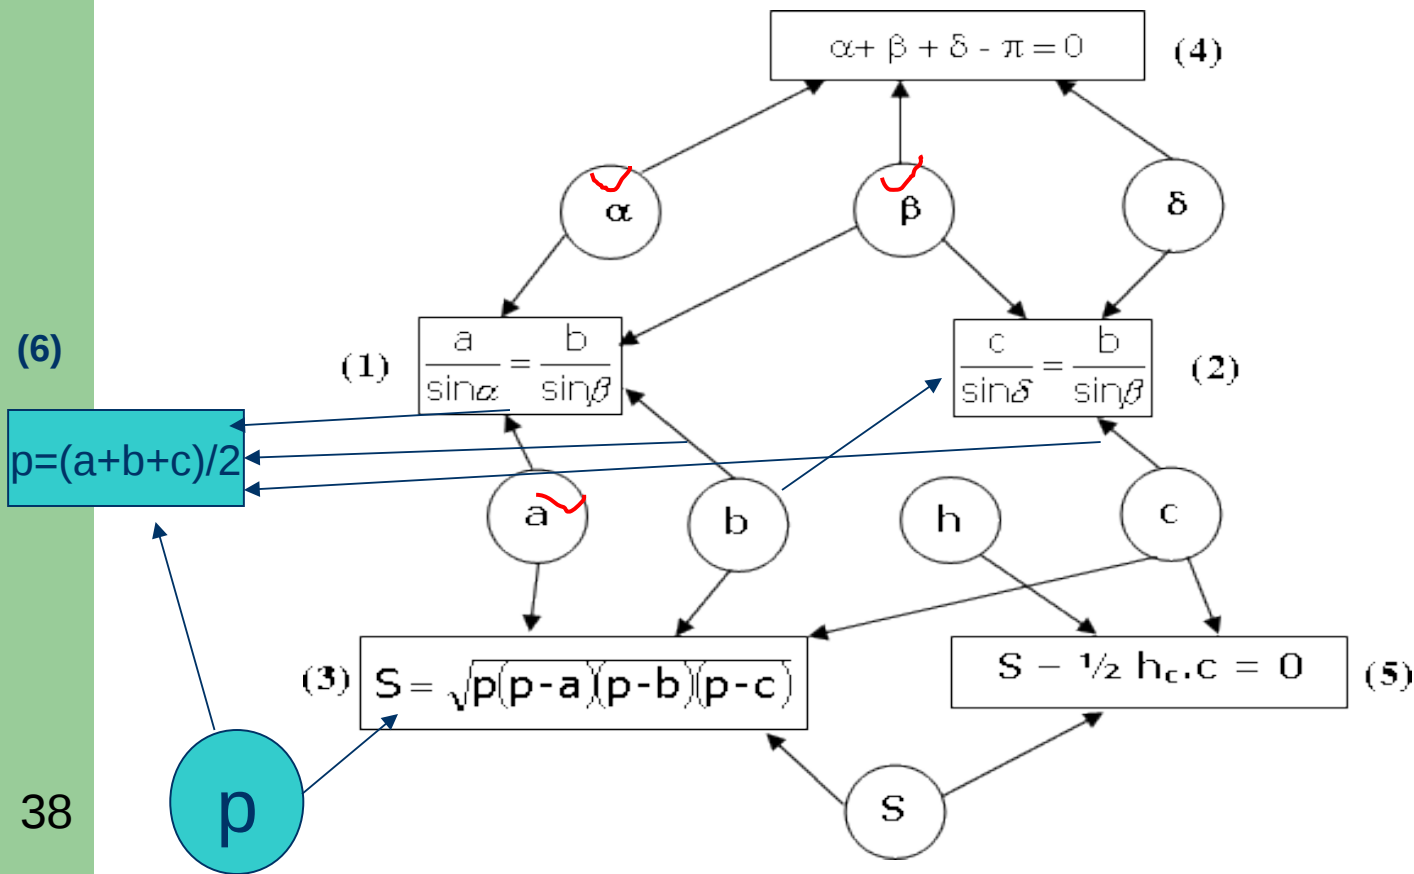 α+ β + δ - π = 0 (4)
α β δ
(6)
(1) a/sinα = b/sinβ
c/sinδ = b/sinβ (2)
p=(a+b+c)/2
a b h c
(3) S = √p(p-a)(p-b)(p-c)
S – ½ hc.c = 0 (5)
p
S
38